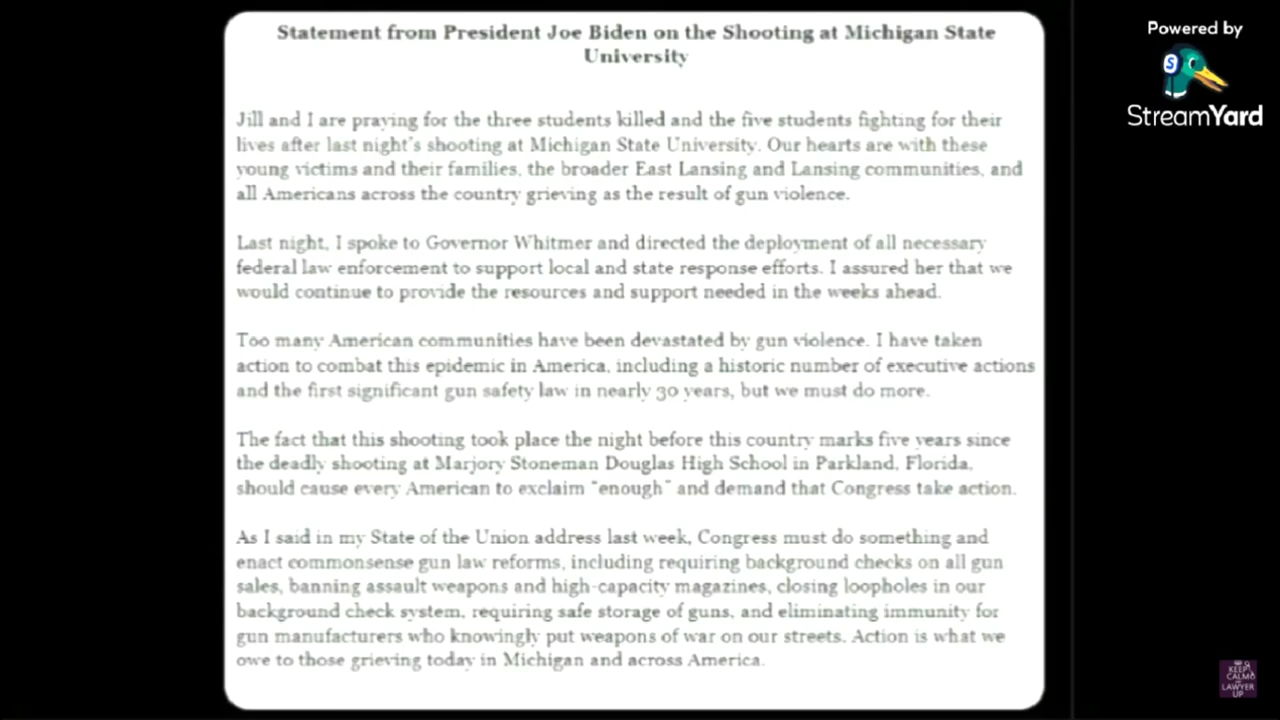 Statement from President Joe Biden on the Shooting at Michigan State
University
Jill and I are praying for the three students killed and the five students fighting for their
lives after last night's shooting at Michigan State University. Our hearts are with these
young victims and their families, the broader East Lansing and Lansing communities, and
all Americans across the country grieving as the result of gun violence.
Last night, I spoke to Governor Whitmer and directed the deployment of all necessary
federal law enforcement to support local and state response efforts. I assured her that we
would continue to provide the resources and support needed in the weeks ahead.
Too many American communities have been devastated by gun violence. I have taken
action to combat this epidemic in America, including a historic number of executive actions
and the first significant gun safety law in nearly 30 years, but we must do more.
The fact that this shooting took place the night before this country marks five years since
the deadly shooting at Marjory Stoneman Douglas High School in Parkland, Florida,
should cause every American to exclaim "enough" and demand that Congress take action.
As I said in my State of the Union address last week, Congress must do something and
enact commonsense gun law reforms, including requiring background checks on all gun
sales, banning assault weapons and high-capacity magazines, closing loopholes in our
background check system, requiring safe storage of guns, and eliminating immunity for
gun manufacturers who knowingly put weapons of war on our streets. Action is what we
owe to those grieving today in Michigan and across America.
Powered by
S
StreamYard
KEEP
CALM
LAWYER
UP